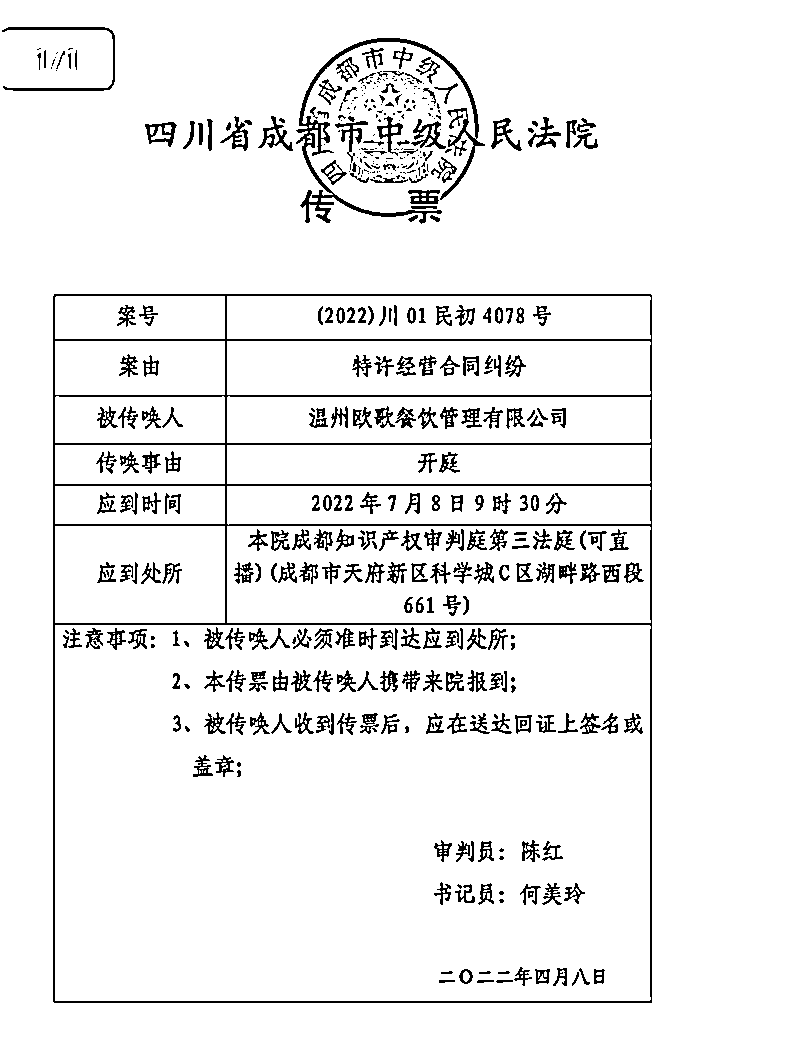 1//1
四川省成都市中级人民法院
四川省成都市中级人民法院
传 票
案号 (2022)川 01 民初 4078 号
案由 特许经营合同纠纷
被传唤人 温州欧歌餐饮管理有限公司
传唤事由 开庭
应到时间 2022 年 7 月 8 日 9 时 30 分
应到处所 本院成都知识产权审判庭第三法庭(可直
播)(成都市天府新区科学城 C 区湖畔路西段
661 号)
注意事项：1、被传唤人必须准时到达应到处所；
2、本传票由被传唤人携带来院报到；
3、被传唤人收到传票后，应在送达回证上签名或
盖章；
审判员：陈红
书记员：何美玲
二〇二二年四月八日